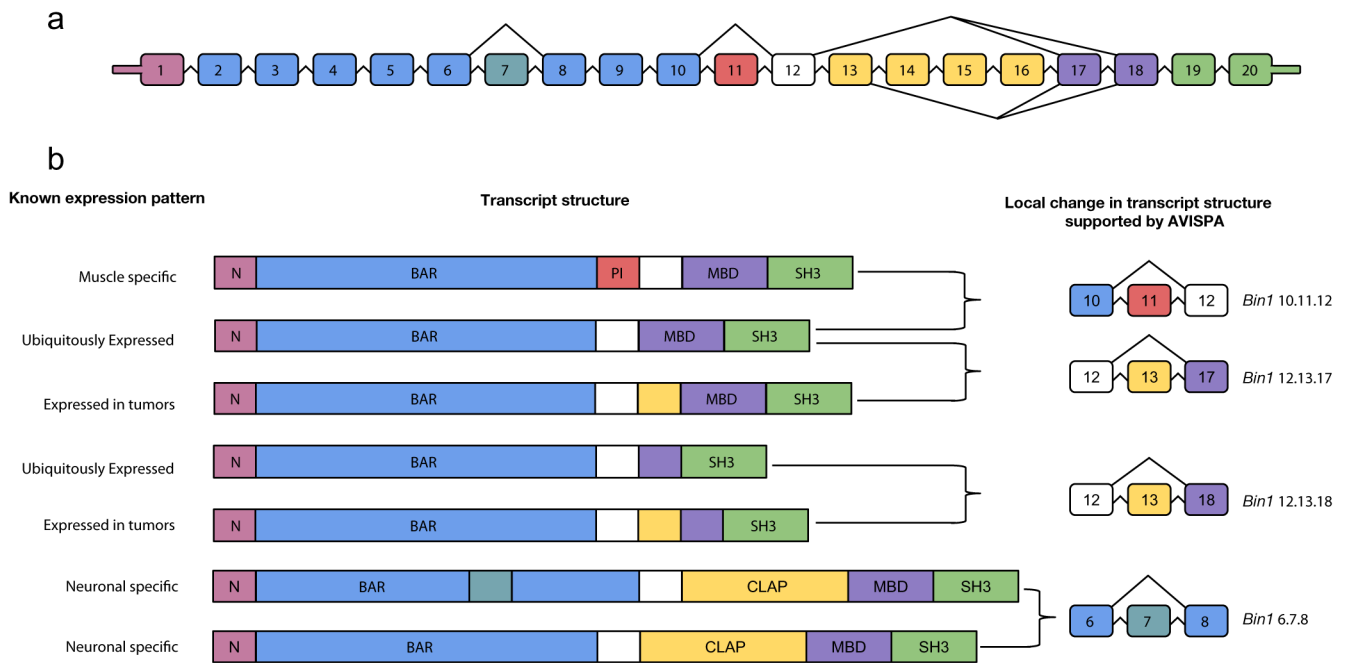 a
1 2 3 4 5 6 7 8 9 10 11 12 13 14 15 16 17 18 19 20
b
Known expression pattern
Transcript structure
Local change in transcript structure
supported by AVISPA
Muscle specific
N BAR PI MBD SH3
10 11 12 Bin1 10.11.12
Ubiquitously Expressed
N BAR MBD SH3
12 13 17 Bin1 12.13.17
Expressed in tumors
N BAR MBD SH3
Ubiquitously Expressed
N BAR SH3
12 13 18 Bin1 12.13.18
Expressed in tumors
N BAR SH3
Neuronal specific
N BAR CLAP MBD SH3
6 7 8 Bin1 6.7.8
Neuronal specific
N BAR CLAP MBD SH3